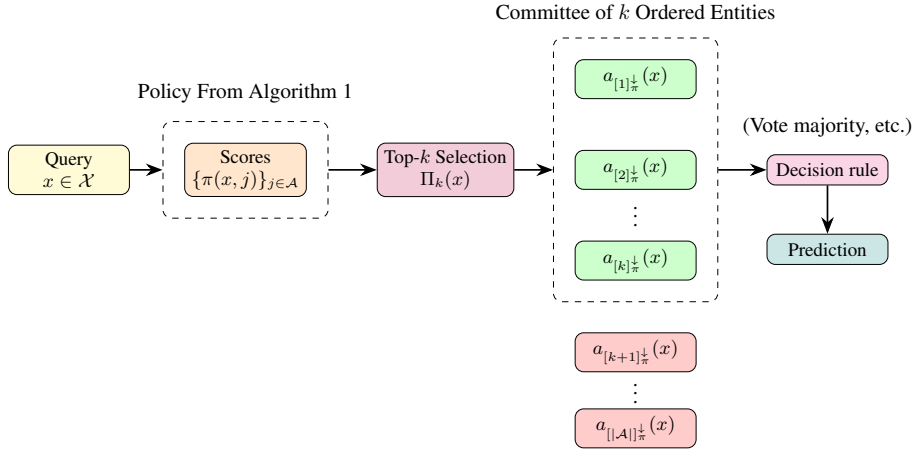 Committee of k Ordered Entities
Policy From Algorithm 1
Query
x ∈ 𝒳
Scores
{π(x, j)}_{j∈𝒜}
Top-k Selection
Π_k(x)
a_{[1]_π^↓}(x)
a_{[2]_π^↓}(x)
⋮
a_{[k]_π^↓}(x)
(Vote majority, etc.)
Decision rule
Prediction
a_{[k+1]_π^↓}(x)
⋮
a_{[|𝒜|]_π^↓}(x)